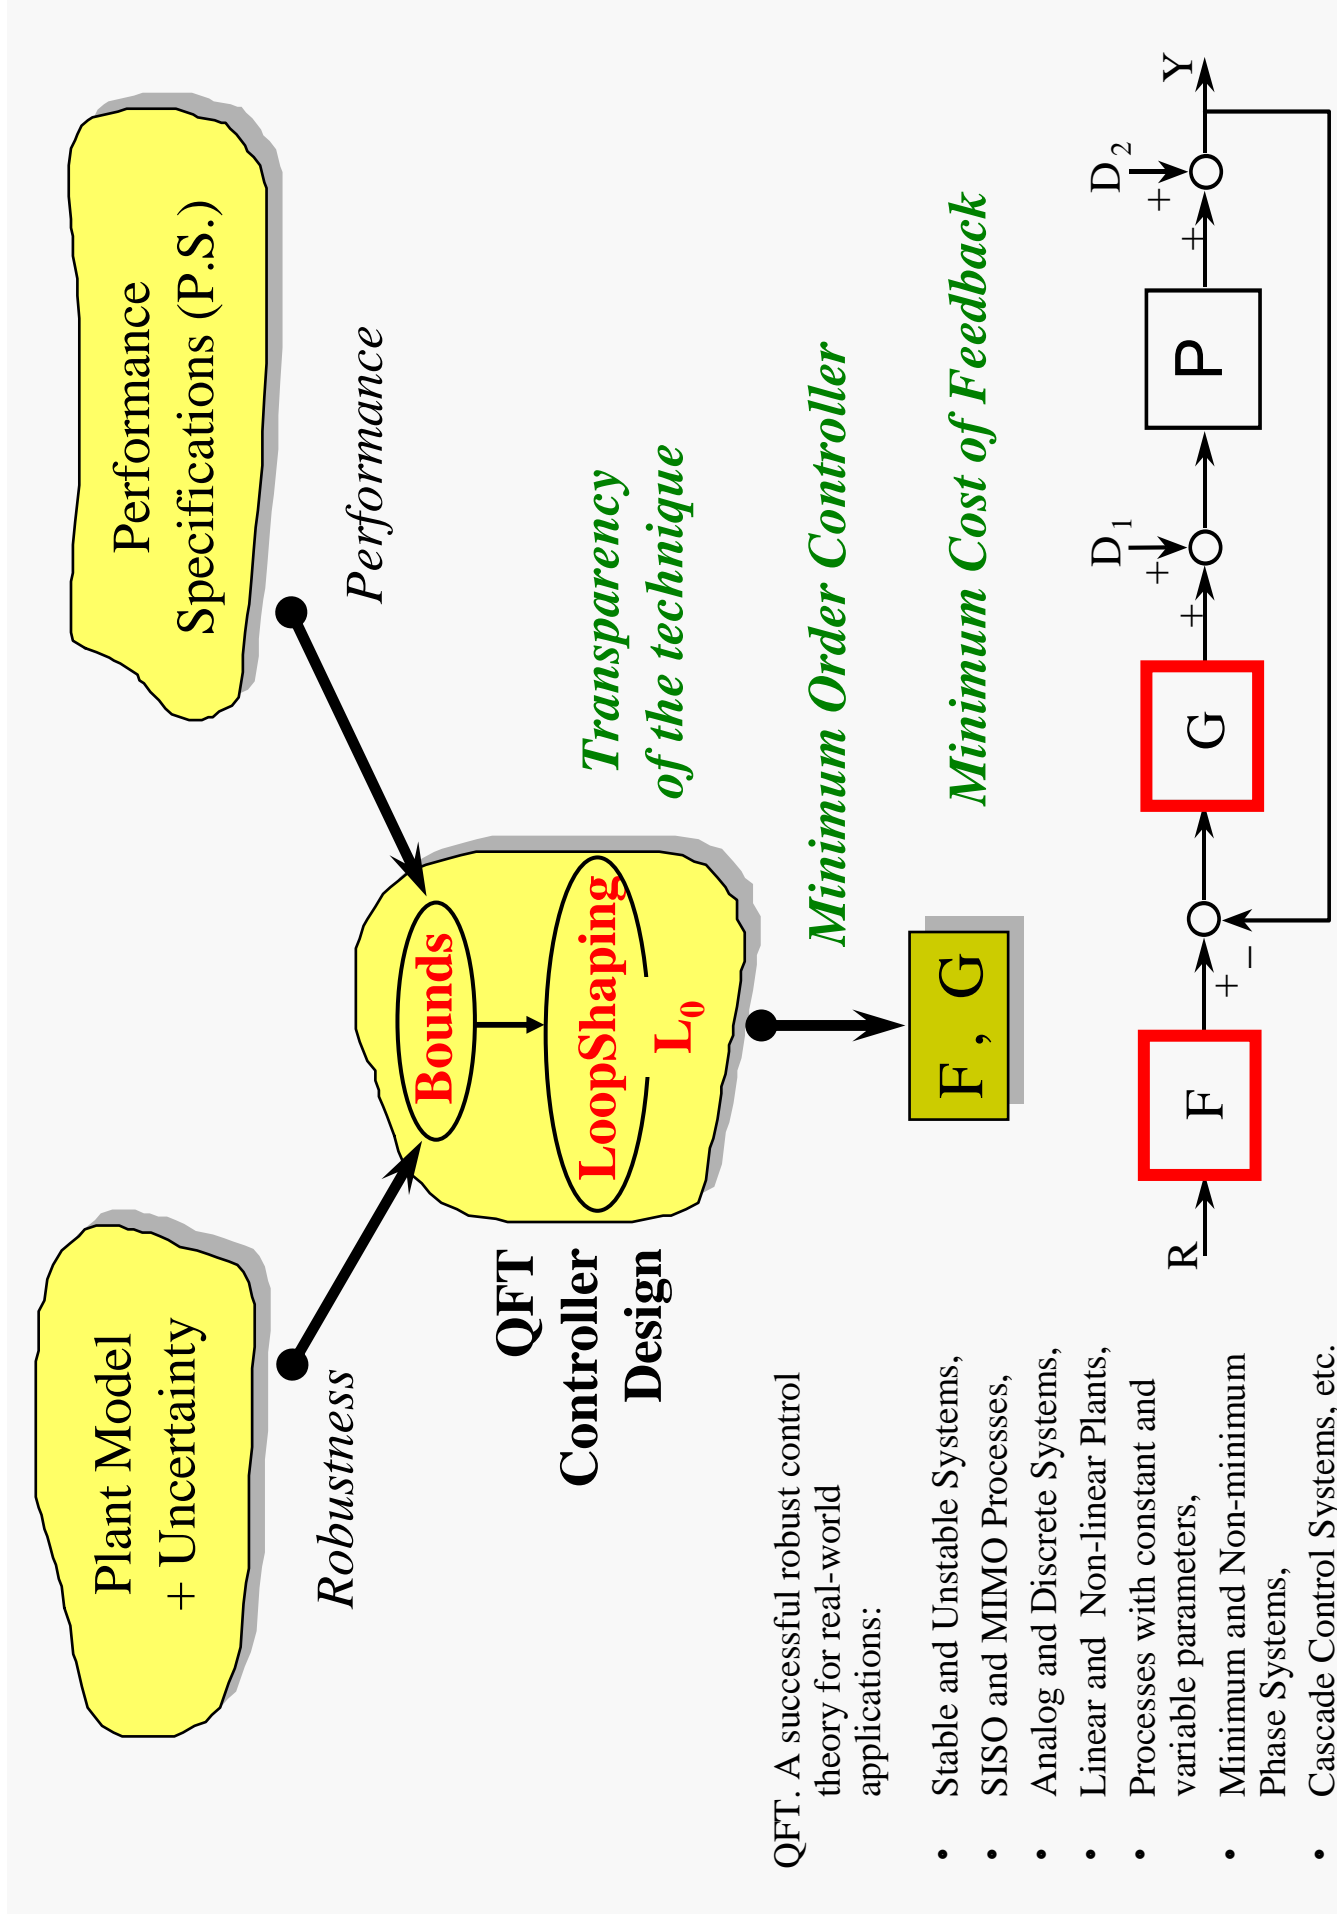 Plant Model
+ Uncertainty
Performance
Specifications (P.S.)
Robustness
Performance
Bounds
QFT
Controller
Design
LoopShaping
L0
Transparency
of the technique
Minimum Order Controller
Minimum Cost of Feedback
F , G
QFT. A successful robust control
theory for real-world
applications:
• Stable and Unstable Systems,
• SISO and MIMO Processes,
• Analog and Discrete Systems,
• Linear and Non-linear Plants,
• Processes with constant and
variable parameters,
• Minimum and Non-minimum
Phase Systems,
• Cascade Control Systems, etc.
R
F
+
−
G
+
D1
+
P
+
D2
+
Y